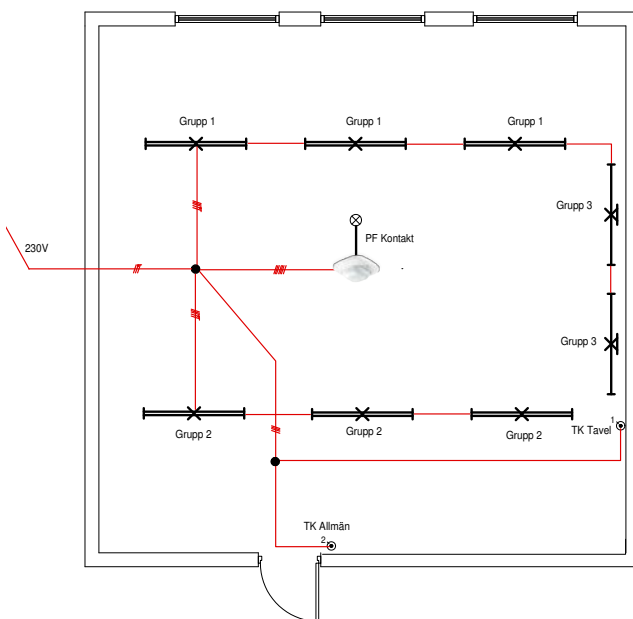 Grupp 1
Grupp 1
Grupp 1
Grupp 3
PF Kontakt
230V
Grupp 3
Grupp 2
Grupp 2
Grupp 2
1
TK Tavel
TK Allmän
2